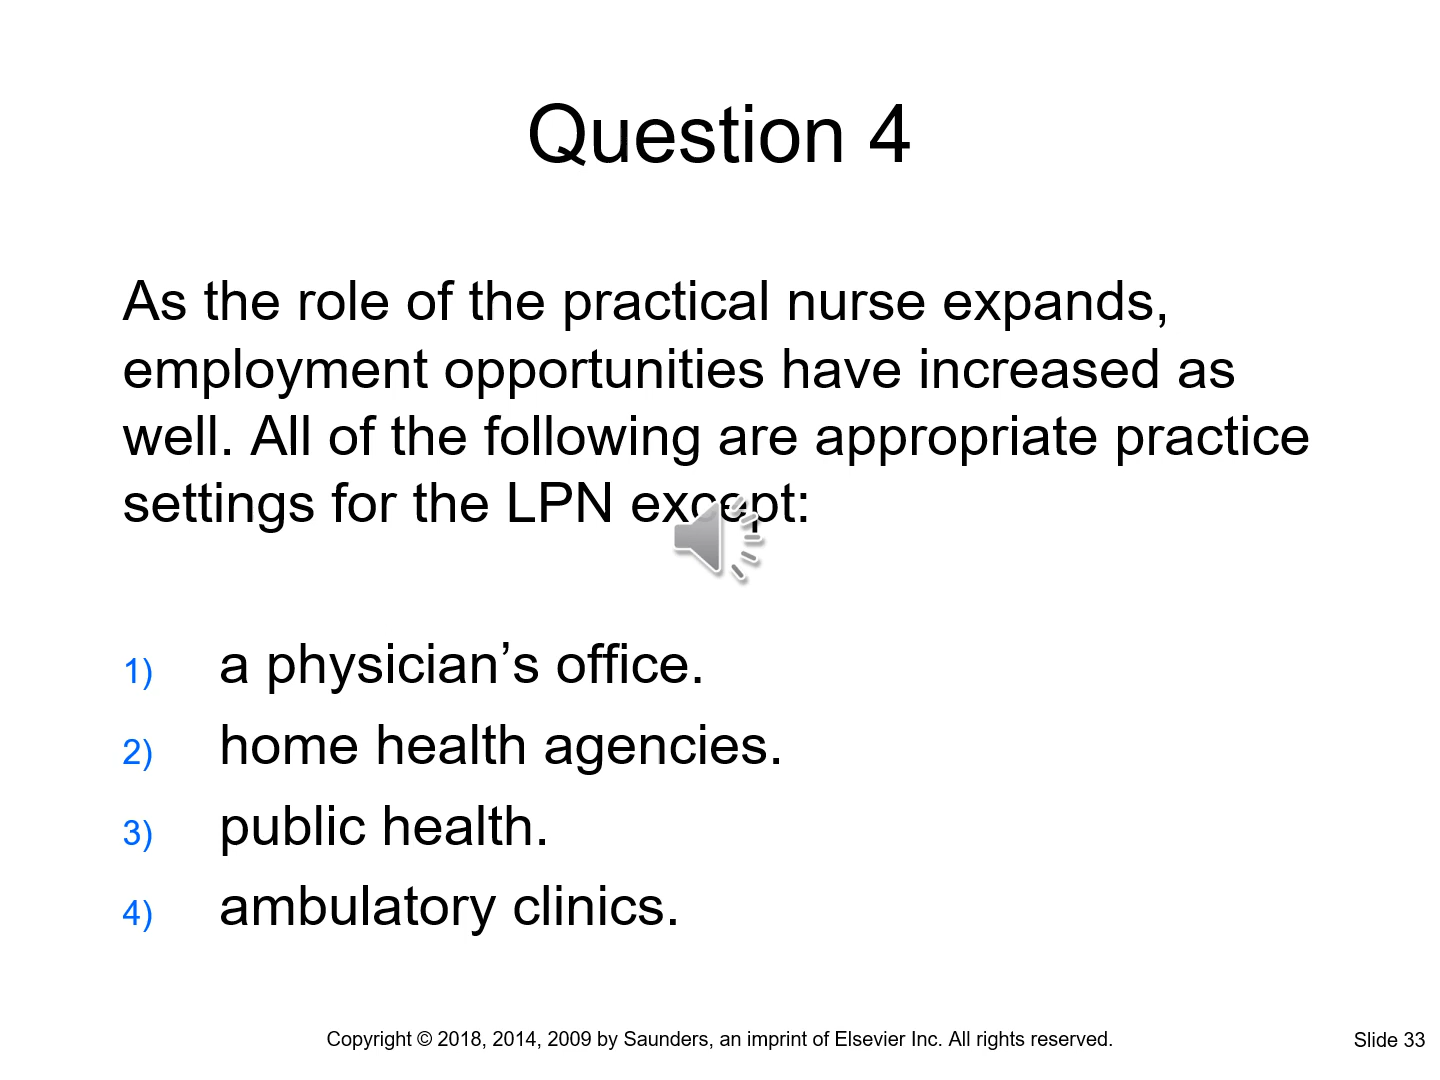 Question 4
As the role of the practical nurse expands,
employment opportunities have increased as
well. All of the following are appropriate practice
settings for the LPN except:
1) a physician’s office.
2) home health agencies.
3) public health.
4) ambulatory clinics.
Copyright © 2018, 2014, 2009 by Saunders, an imprint of Elsevier Inc. All rights reserved.
Slide 33